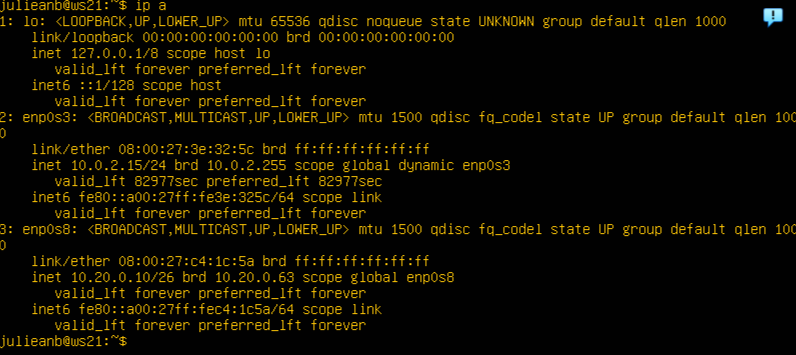 julieanb@ws21:~$ ip a
1: lo: <LOOPBACK,UP,LOWER_UP> mtu 65536 qdisc noqueue state UNKNOWN group default qlen 1000
    link/loopback 00:00:00:00:00:00 brd 00:00:00:00:00:00
    inet 127.0.0.1/8 scope host lo
       valid_lft forever preferred_lft forever
    inet6 ::1/128 scope host
       valid_lft forever preferred_lft forever
2: enp0s3: <BROADCAST,MULTICAST,UP,LOWER_UP> mtu 1500 qdisc fq_codel state UP group default qlen 100
0
    link/ether 08:00:27:3e:32:5c brd ff:ff:ff:ff:ff:ff
    inet 10.0.2.15/24 brd 10.0.2.255 scope global dynamic enp0s3
       valid_lft 82977sec preferred_lft 82977sec
    inet6 fe80::a00:27ff:fe3e:325c/64 scope link
       valid_lft forever preferred_lft forever
3: enp0s8: <BROADCAST,MULTICAST,UP,LOWER_UP> mtu 1500 qdisc fq_codel state UP group default qlen 100
0
    link/ether 08:00:27:c4:1c:5a brd ff:ff:ff:ff:ff:ff
    inet 10.20.0.10/26 brd 10.20.0.63 scope global enp0s8
       valid_lft forever preferred_lft forever
    inet6 fe80::a00:27ff:fec4:1c5a/64 scope link
       valid_lft forever preferred_lft forever
julieanb@ws21:~$